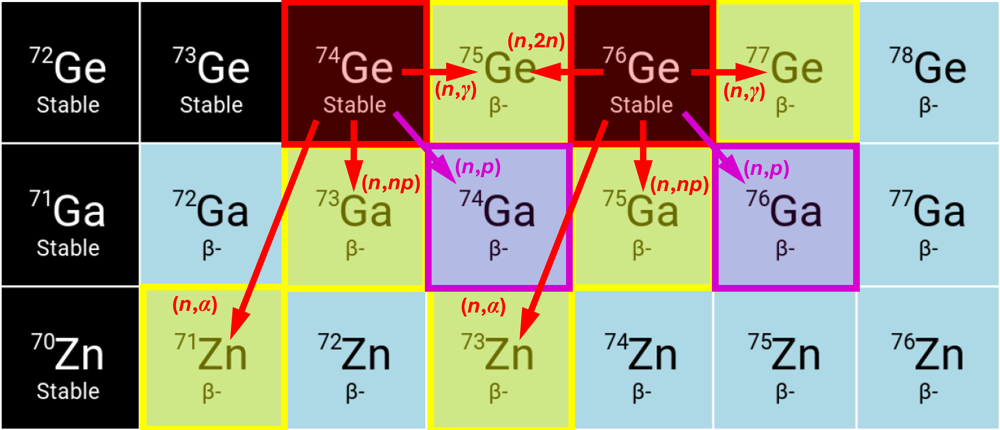 ⁷²Ge
Stable
⁷³Ge
Stable
⁷⁴Ge
Stable
(n,γ)
⁷⁵Ge
β-
(n,2n)
⁷⁶Ge
Stable
(n,γ)
⁷⁷Ge
β-
⁷⁸Ge
β-
⁷¹Ga
Stable
⁷²Ga
β-
(n,np)
⁷³Ga
β-
(n,p)
⁷⁴Ga
β-
(n,np)
⁷⁵Ga
β-
(n,p)
⁷⁶Ga
β-
⁷⁷Ga
β-
⁷⁰Zn
Stable
(n,α)
⁷¹Zn
β-
⁷²Zn
β-
(n,α)
⁷³Zn
β-
⁷⁴Zn
β-
⁷⁵Zn
β-
⁷⁶Zn
β-